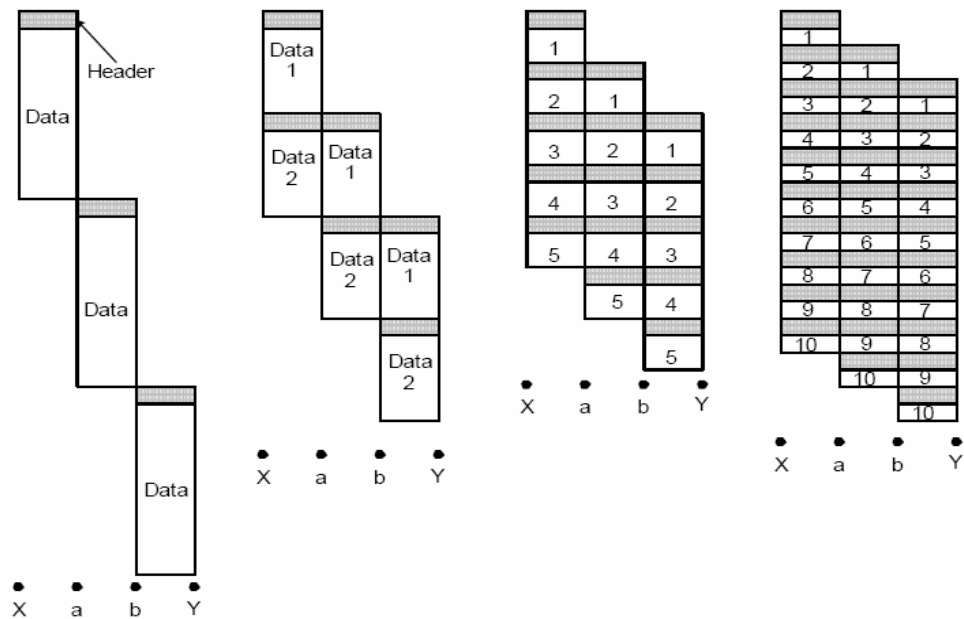 Header
Data
Data
Data
X a b Y
Data
1
Data
2
Data
1
Data
2
Data
1
Data
2
X a b Y
1
2 1
3 2 1
4 3 2
5 4 3
5 4
5
X a b Y
1
2 1
3 2 1
4 3 2
5 4 3
6 5 4
7 6 5
8 7 6
9 8 7
10 9 8
10 9
10
X a b Y